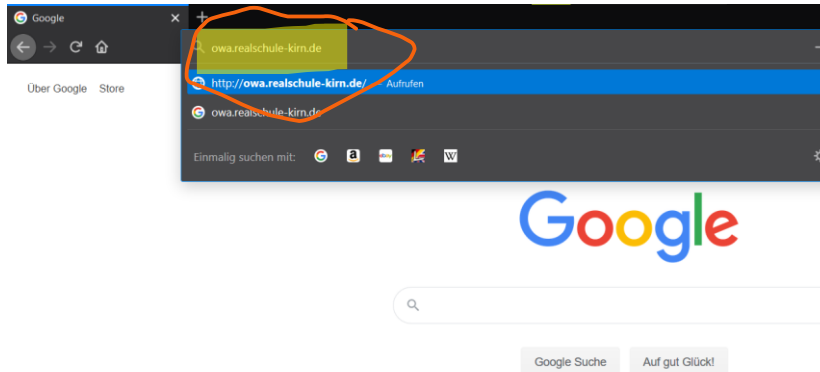 Google
owa.realschule-kirn.de
Über Google Store
http://owa.realschule-kirn.de/ — Aufrufen
owa.realschule-kirn.de
Einmalig suchen mit:
Google
Google Suche Auf gut Glück!